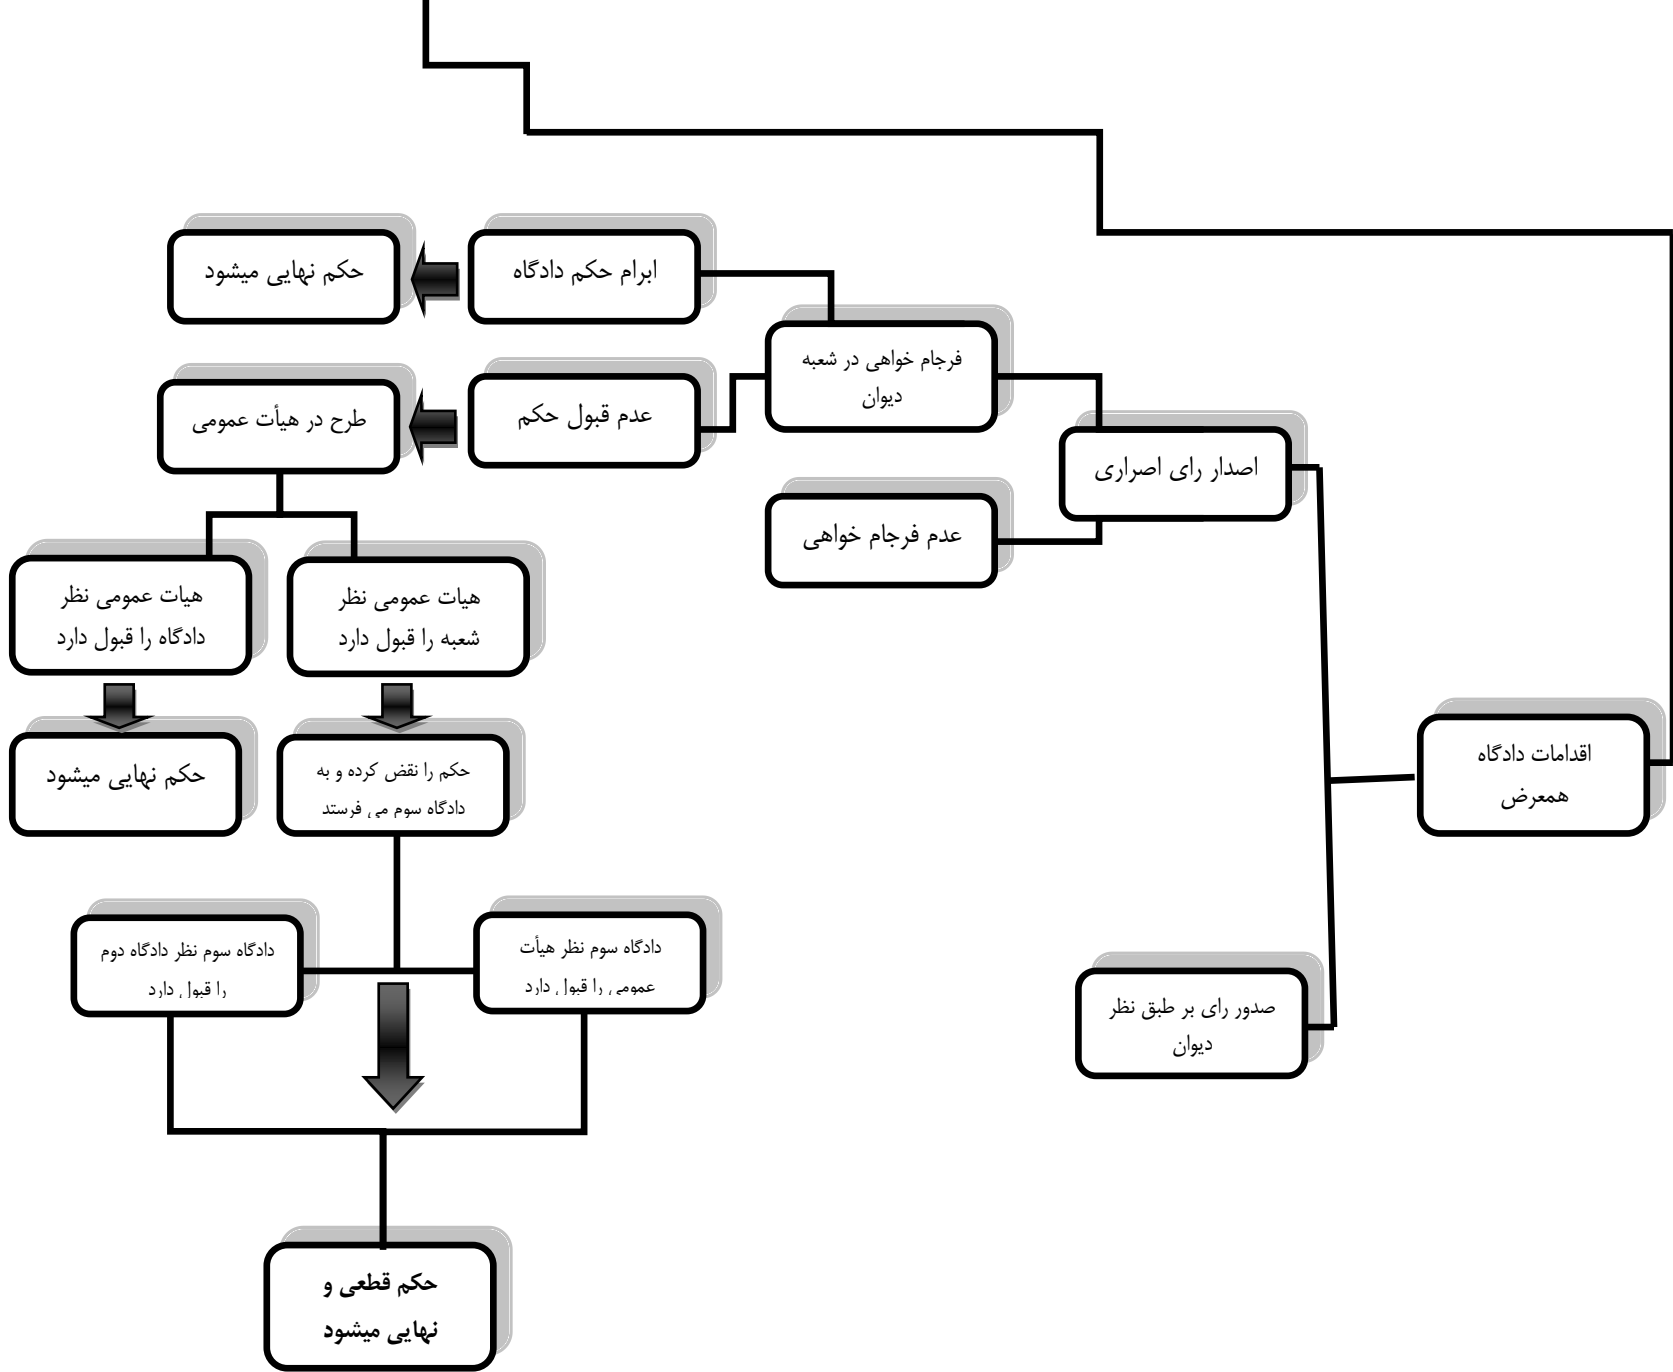 حکم نهایی میشود
ابرام حکم دادگاه
فرجام خواهی در شعبه
دیوان
طرح در هیأت عمومی
عدم قبول حکم
اصدار رای اصراری
عدم فرجام خواهی
هیات عمومی نظر
دادگاه را قبول دارد
هیات عمومی نظر
شعبه را قبول دارد
حکم نهایی میشود
حکم را نقض کرده و به
دادگاه سوم می فرستد
اقدامات دادگاه
همعرض
دادگاه سوم نظر دادگاه دوم
را قبول دارد
دادگاه سوم نظر هیأت
عمومی را قبول دارد
صدور رای بر طبق نظر
دیوان
حکم قطعی و
نهایی میشود